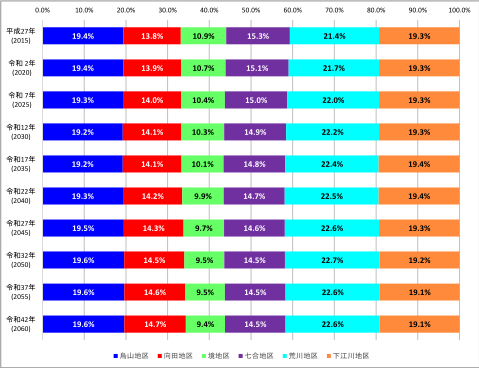 0.0% 10.0% 20.0% 30.0% 40.0% 50.0% 60.0% 70.0% 80.0% 90.0% 100.0%
平成27年
(2015)
19.4% 13.8% 10.9% 15.3% 21.4% 19.3%
令和 2年
(2020)
19.4% 13.9% 10.7% 15.1% 21.7% 19.3%
令和 7年
(2025)
19.3% 14.0% 10.4% 15.0% 22.0% 19.3%
令和12年
(2030)
19.2% 14.1% 10.3% 14.9% 22.2% 19.3%
令和17年
(2035)
19.2% 14.1% 10.1% 14.8% 22.4% 19.4%
令和22年
(2040)
19.3% 14.2% 9.9% 14.7% 22.5% 19.4%
令和27年
(2045)
19.5% 14.3% 9.7% 14.6% 22.6% 19.3%
令和32年
(2050)
19.6% 14.5% 9.5% 14.5% 22.7% 19.2%
令和37年
(2055)
19.6% 14.6% 9.5% 14.5% 22.6% 19.1%
令和42年
(2060)
19.6% 14.7% 9.4% 14.5% 22.6% 19.1%
烏山地区 向田地区 境地区 七合地区 荒川地区 下江川地区